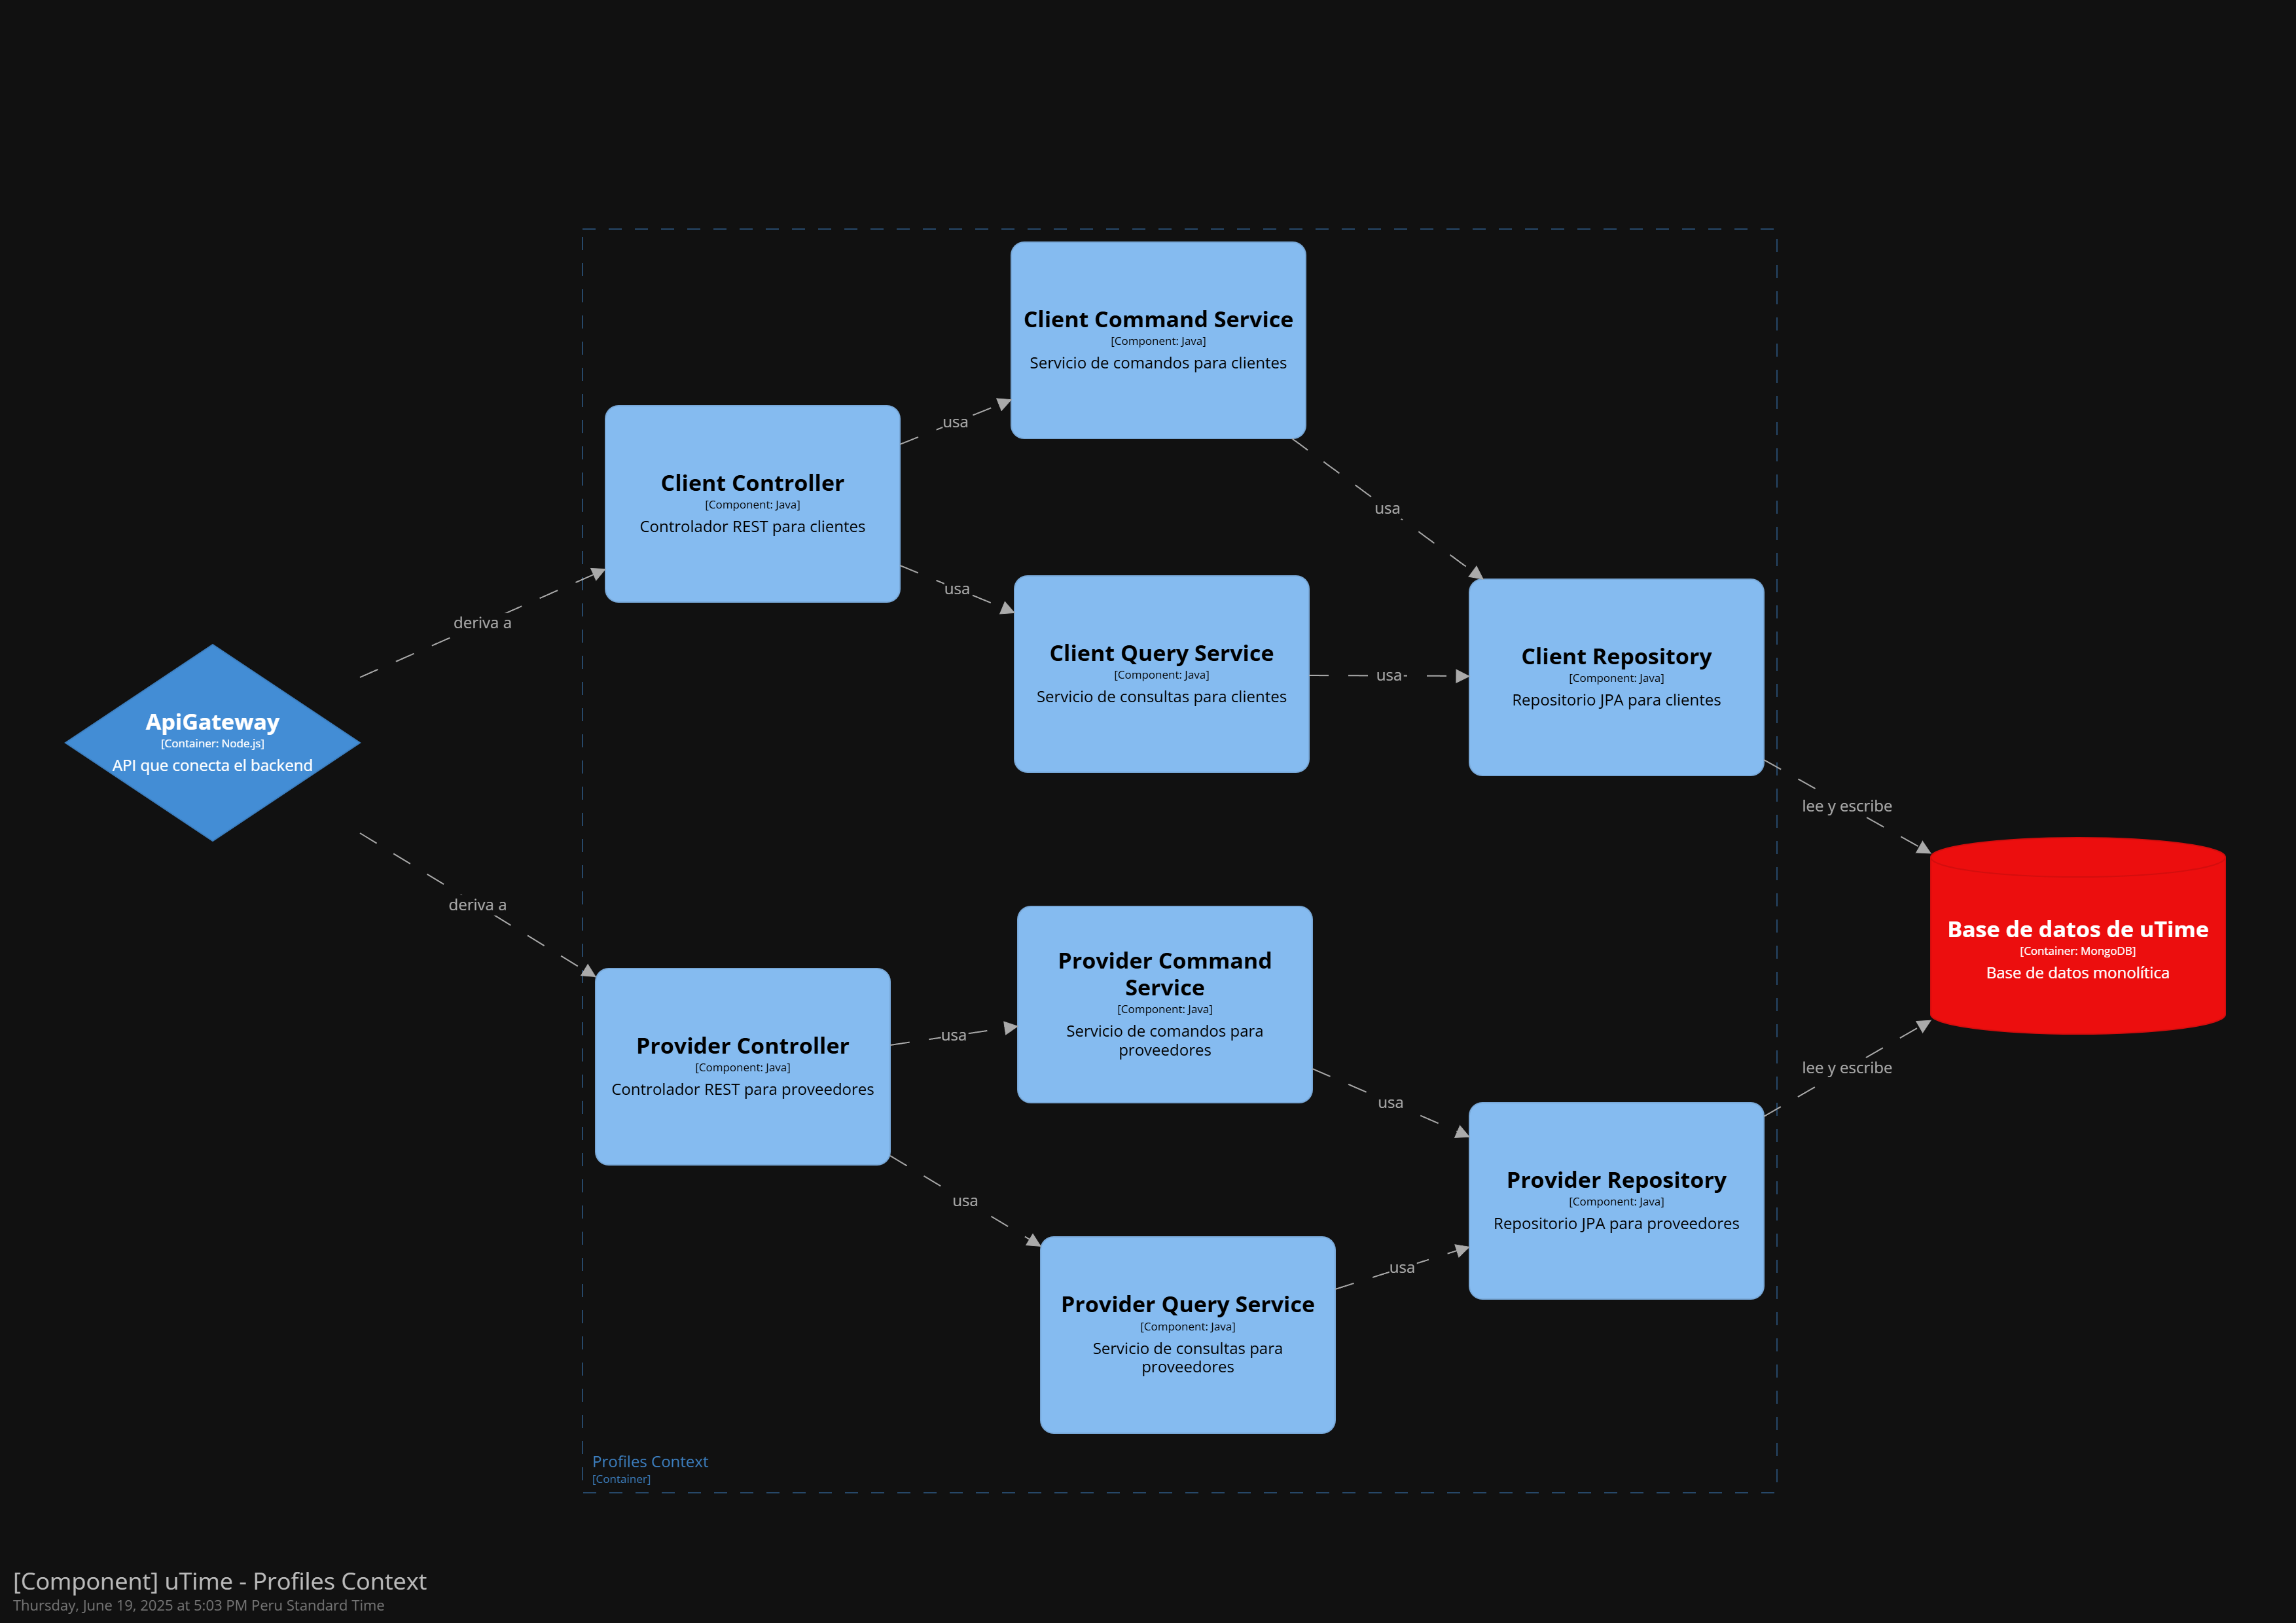 Client Command Service
[Component: Java]
Servicio de comandos para clientes
usa
Client Controller
[Component: Java]
Controlador REST para clientes
usa
usa
deriva a
Client Query Service
[Component: Java]
Servicio de consultas para clientes
usa
Client Repository
[Component: Java]
Repositorio JPA para clientes
ApiGateway
[Container: Node.js]
API que conecta el backend
lee y escribe
deriva a
Base de datos de uTime
[Container: MongoDB]
Base de datos monolítica
Provider Command
Service
[Component: Java]
Servicio de comandos para
proveedores
Provider Controller
[Component: Java]
Controlador REST para proveedores
usa
usa
lee y escribe
usa
Provider Repository
[Component: Java]
Repositorio JPA para proveedores
usa
Provider Query Service
[Component: Java]
Servicio de consultas para
proveedores
Profiles Context
[Container]
[Component] uTime - Profiles Context
Thursday, June 19, 2025 at 5:03 PM Peru Standard Time